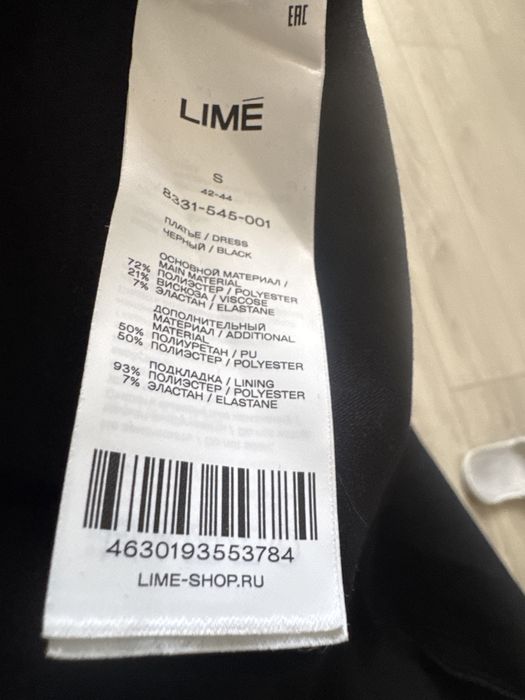 EAC
LIMÉ
S
42-44
8331-545-001
ПЛАТЬЕ / DRESS
ЧЕРНЫЙ / BLACK
ОСНОВНОЙ МАТЕРИАЛ /
MAIN MATERIAL
72% ПОЛИЭСТЕР / POLYESTER
21% ВИСКОЗА / VISCOSE
7% ЭЛАСТАН / ELASTANE
ДОПОЛНИТЕЛЬНЫЙ
МАТЕРИАЛ / ADDITIONAL
MATERIAL
50% ПОЛИУРЕТАН / PU
50% ПОЛИЭСТЕР / POLYESTER
ПОДКЛАДКА / LINING
93% ПОЛИЭСТЕР / POLYESTER
7% ЭЛАСТАН / ELASTANE
4630193553784
LIME-SHOP.RU